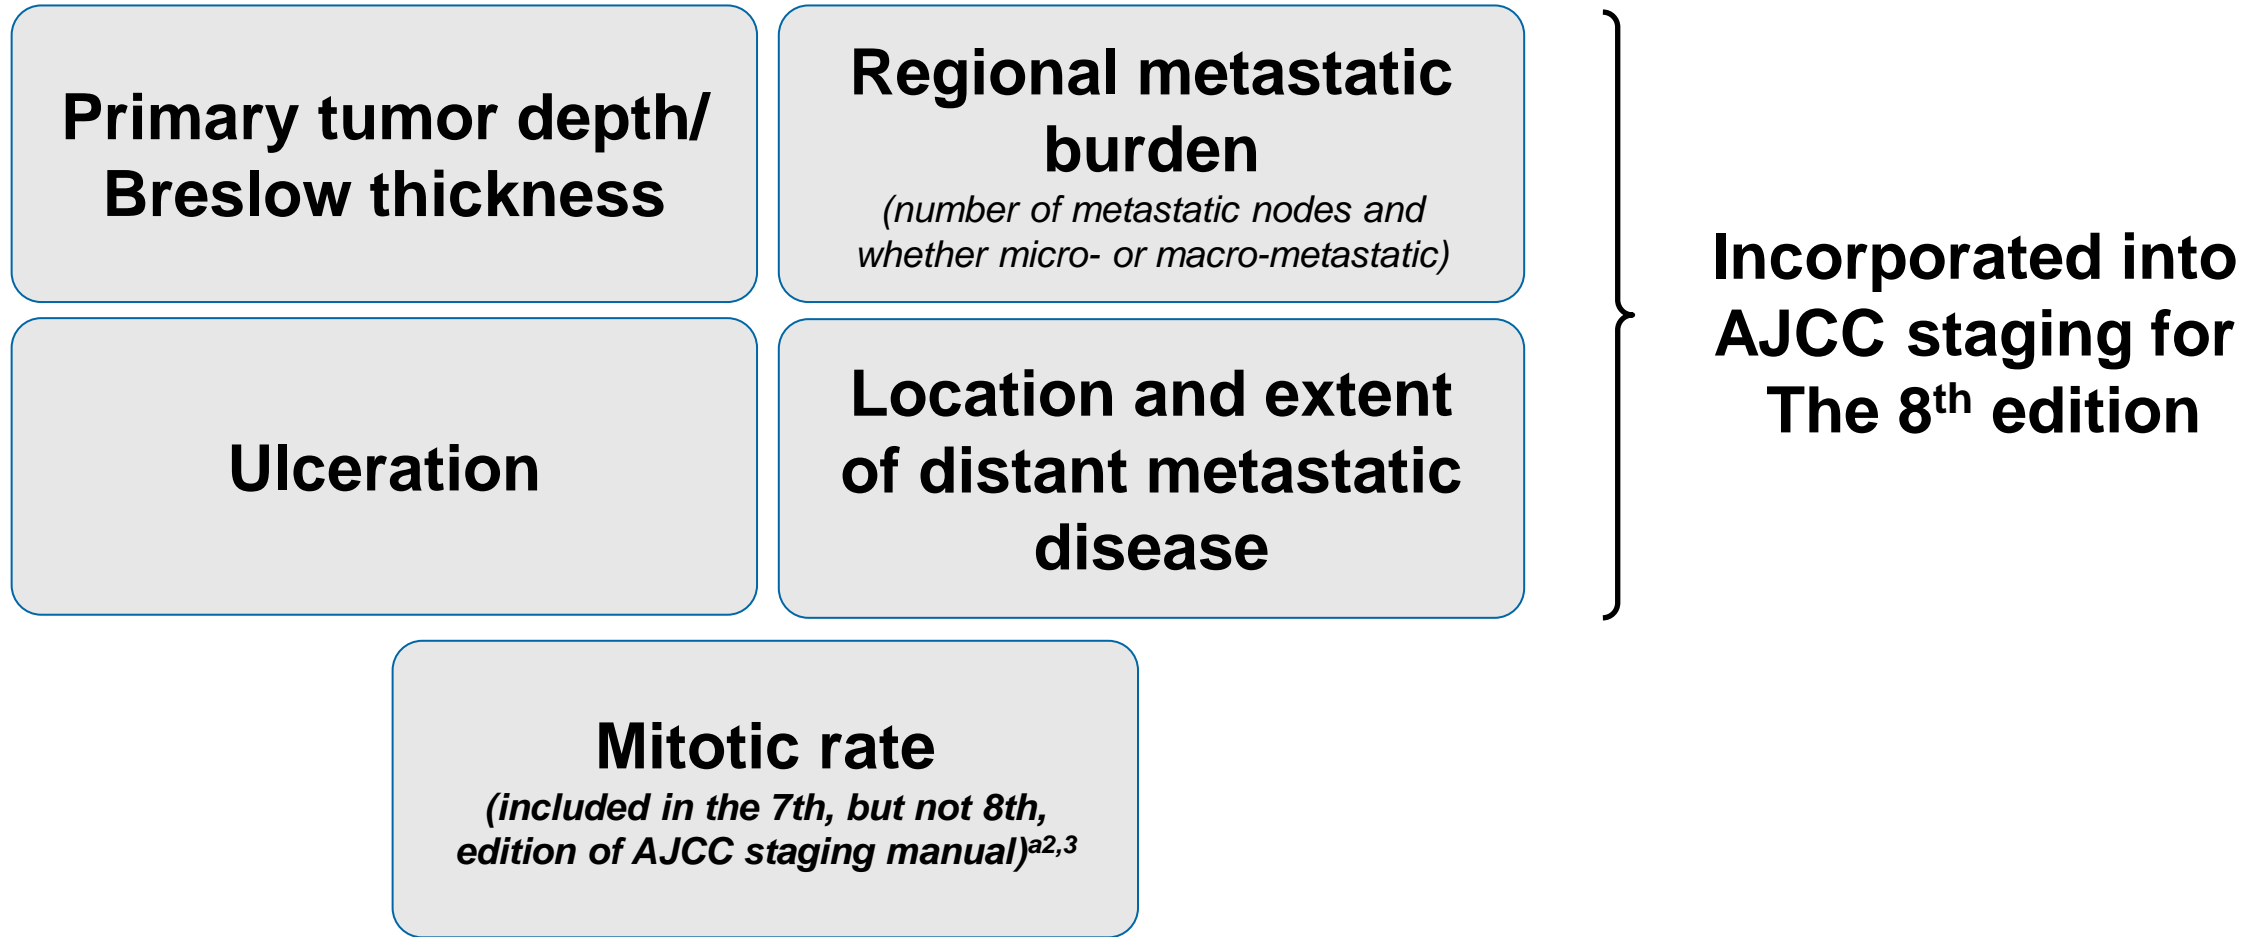 Primary tumor depth/
Breslow thickness
Regional metastatic
burden
(number of metastatic nodes and
whether micro- or macro-metastatic)
Ulceration
Location and extent
of distant metastatic
disease
Incorporated into
AJCC staging for
The 8th edition
Mitotic rate
(included in the 7th, but not 8th,
edition of AJCC staging manual)a2,3